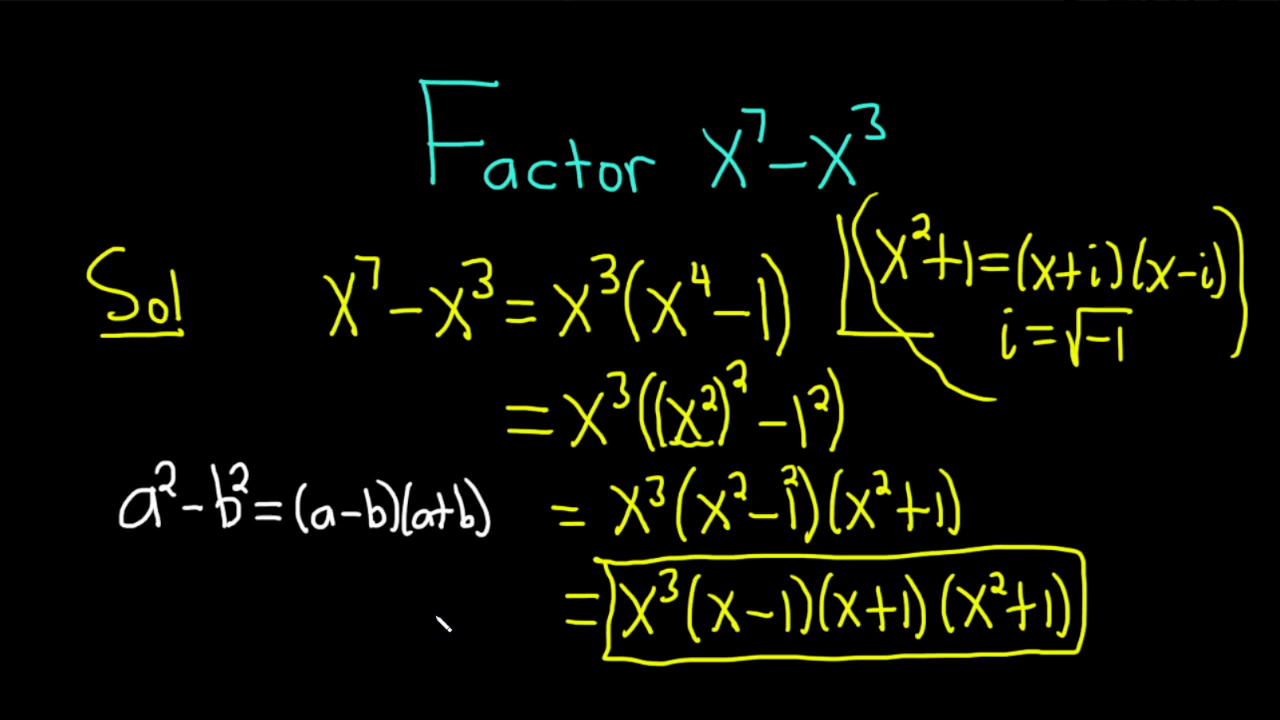 Factor x⁷-x³
Sol x⁷-x³=x³(x⁴-1)
(x²+1=(x+i)(x-i))
i=√-1
=x³((x²)²-1²)
a²-b²=(a-b)(a+b)
=x³(x²-1²)(x²+1)
=x³(x-1)(x+1)(x²+1)